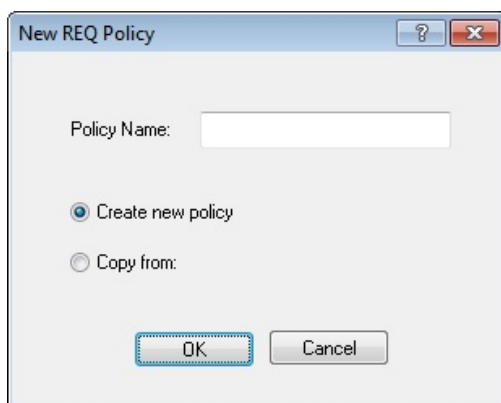 New REQ Policy
?
Policy Name:
Create new policy
Copy from:
OK Cancel